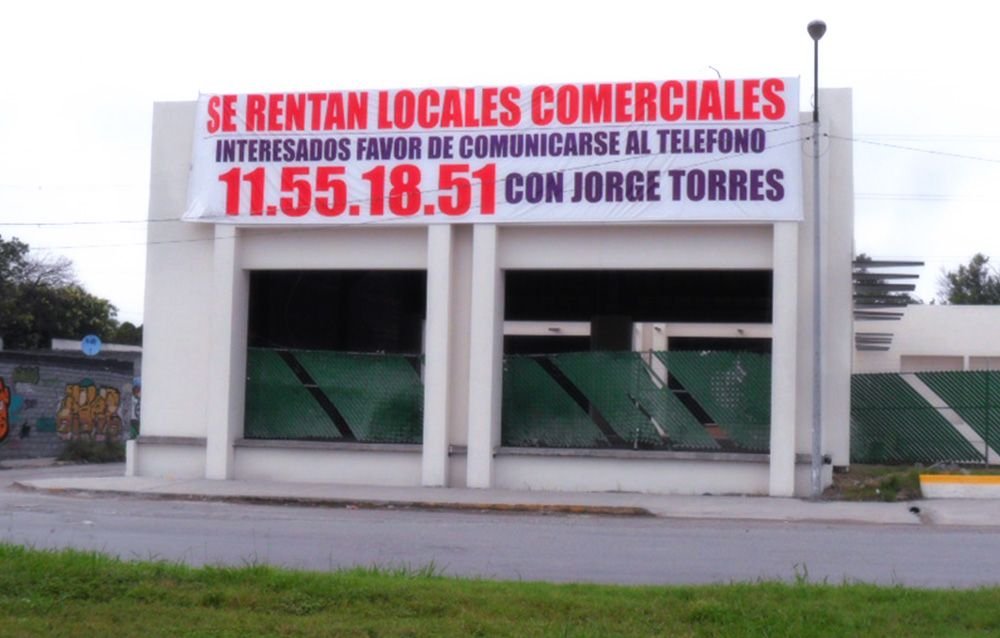 SE RENTAN LOCALES COMERCIALES
INTERESADOS FAVOR DE COMUNICARSE AL TELEFONO
11.55.18.51 CON JORGE TORRES